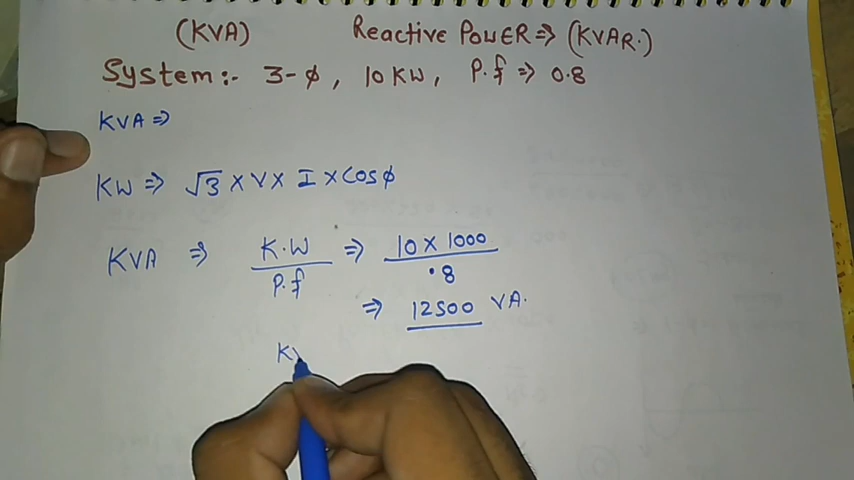 (KVA) Reactive POWER ⇒ (KVAR.)
System:- 3-ϕ, 10 KW, P.f ⇒ 0.8
KVA ⇒
KW ⇒ √3 X V X I X Cosϕ
KVA ⇒ K.W / P.f ⇒ 10 X 1000 / .8
⇒ 12500 VA.
KV